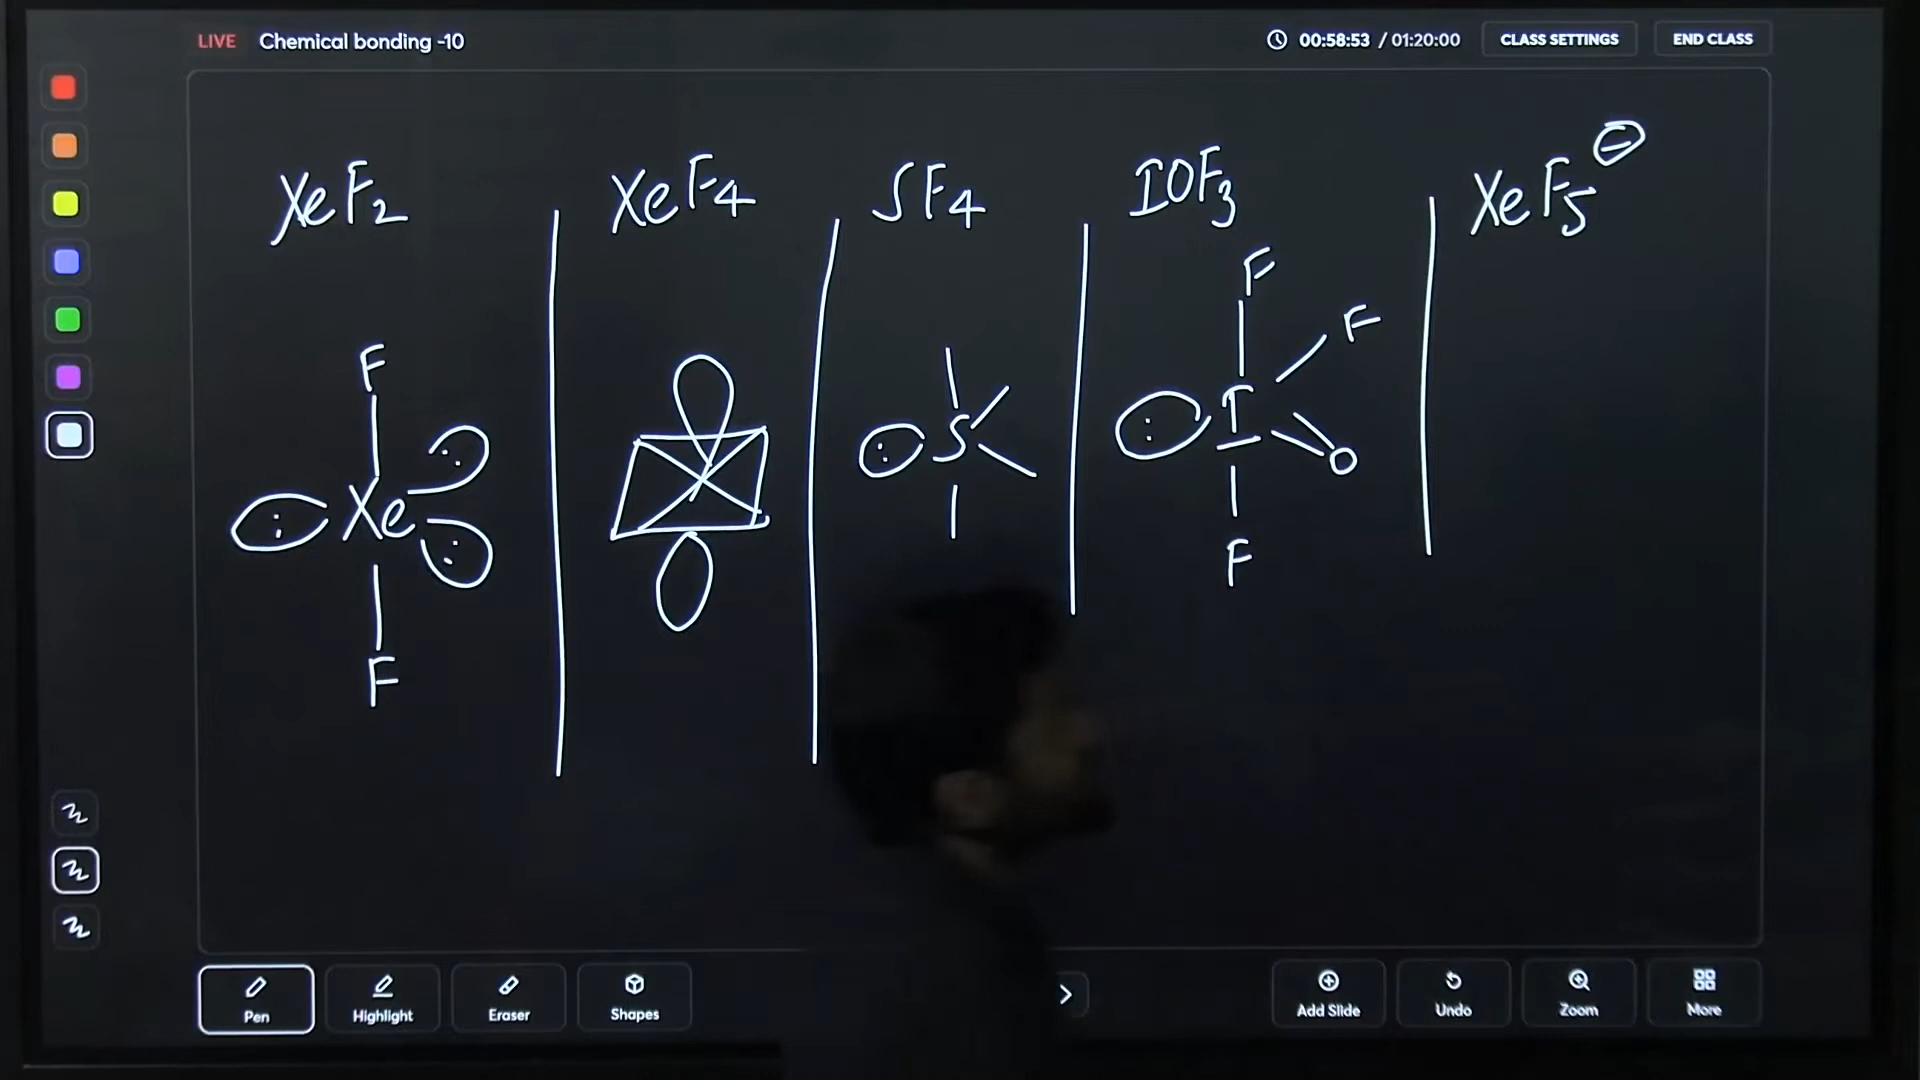 LIVE Chemical bonding -10
00:58:53 / 01:20:00
CLASS SETTINGS
END CLASS
XeF2
XeF4
SF4
IOF3
XeF5⊖
F
Xe
F
S
F
F
I
O
F
Pen
Highlight
Eraser
Shapes
Add Slide
Undo
Zoom
More